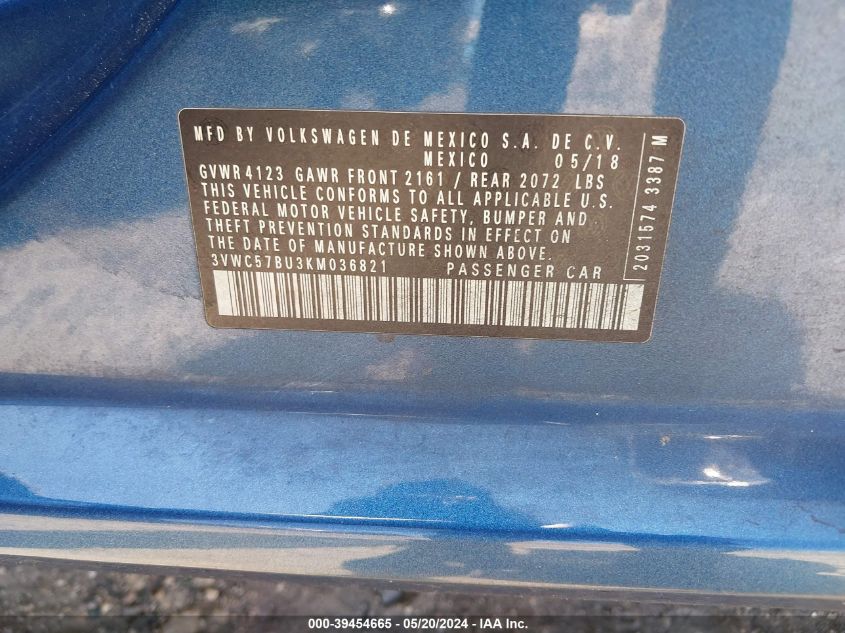 MFD BY VOLKSWAGEN DE MEXICO S.A. DE C.V.
MEXICO 05/18
GVWR 4123 GAWR FRONT 2161 / REAR 2072 LBS
THIS VEHICLE CONFORMS TO ALL APPLICABLE U.S.
FEDERAL MOTOR VEHICLE SAFETY, BUMPER AND
THEFT PREVENTION STANDARDS IN EFFECT ON
THE DATE OF MANUFACTURE SHOWN ABOVE.
3VWC57BU3KM036821 PASSENGER CAR
2031574 3387 M
000-39454665 - 05/20/2024 - IAAI.COM